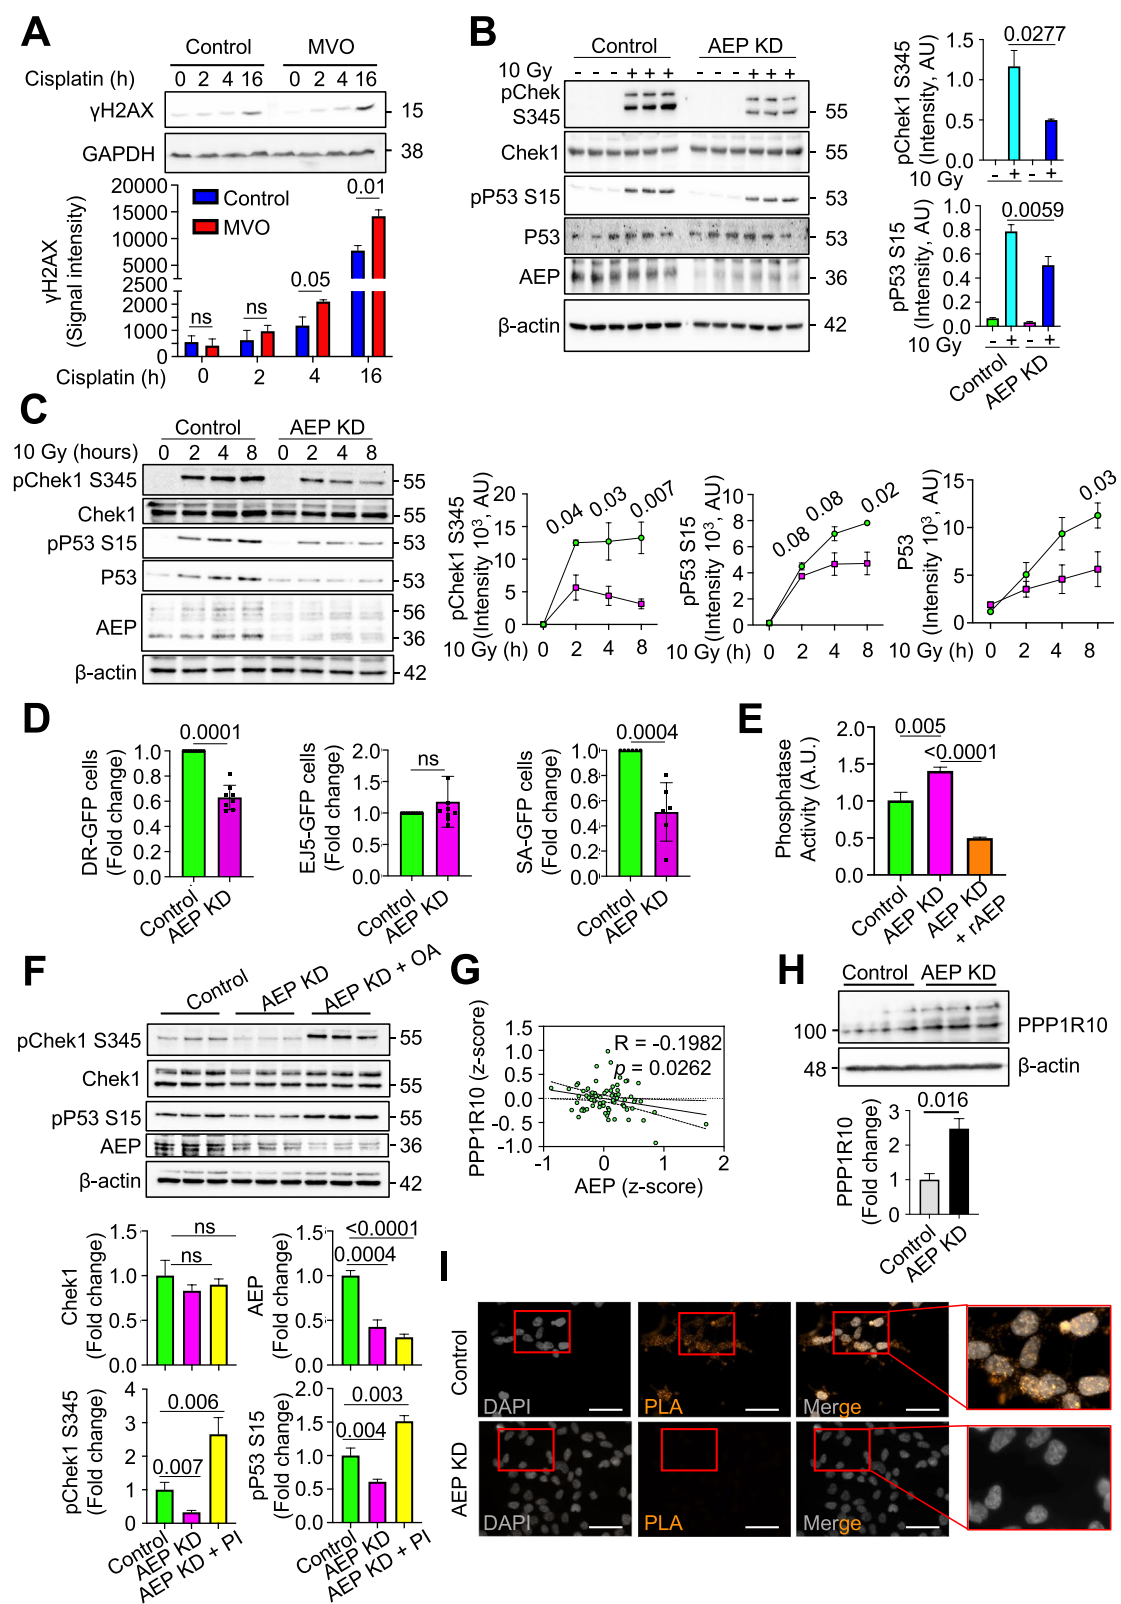 A
Control MVO
Cisplatin (h) 0 2 4 16 0 2 4 16
γH2AX 15
GAPDH 38
γH2AX
(Signal intensity)
20000
15000
10000
5000
2000
1000
0
Control
MVO
ns
ns
0.05
0.01
Cisplatin (h) 0 2 4 16
B
Control AEP KD
10 Gy - - - + + + - - - + + +
pChek
S345 55
Chek1 55
pP53 S15 53
P53 53
AEP 36
β-actin 42
pChek1 S345
(Intensity, AU)
1.5
1.0
0.5
0.0
0.0277
10 Gy - + - +
pP53 S15
(Intensity, AU)
1.0
0.8
0.6
0.4
0.2
0.0
0.0059
10 Gy - + - +
Control
AEP KD
C
Control AEP KD
10 Gy (hours) 0 2 4 8 0 2 4 8
pChek1 S345 55
Chek1 55
pP53 S15 53
P53 53
AEP 56
36
β-actin 42
pChek1 S345
(Intensity 10³, AU)
20
15
10
5
0
0.04 0.03 0.007
10 Gy (h) 0 2 4 8
pP53 S15
(Intensity 10³, AU)
10
8
6
4
2
0
0.08 0.08 0.02
10 Gy (h) 0 2 4 8
P53
(Intensity 10³, AU)
15
10
5
0
0.03
10 Gy (h) 0 2 4 8
D
DR-GFP cells
(Fold change)
1.0
0.8
0.6
0.4
0.2
0.0
0.0001
Control
AEP KD
EJ5-GFP cells
(Fold change)
2.0
1.5
1.0
0.5
0.0
ns
Control
AEP KD
SA-GFP cells
(Fold change)
1.0
0.8
0.6
0.4
0.2
0.0
0.0004
Control
AEP KD
E
Phosphatase
Activity (A.U.)
2.0
1.5
1.0
0.5
0.0
0.005
<0.0001
Control
AEP KD
AEP KD
+ rAEP
F
Control AEP KD AEP KD + OA
pChek1 S345 55
Chek1 55
pP53 S15 55
AEP 36
β-actin 42
Chek1
(Fold change)
1.5
1.0
0.5
0.0
ns
ns
AEP
(Fold change)
1.5
1.0
0.5
0.0
<0.0001
0.0004
pChek1 S345
(Fold change)
4
3
2
1
0
0.006
0.007
Control
AEP KD
AEP KD + PI
pP53 S15
(Fold change)
2.0
1.5
1.0
0.5
0.0
0.003
0.004
Control
AEP KD
AEP KD + PI
G
PPP1R10 (z-score)
1.5
1.0
0.5
0.0
-0.5
-1.0
R = -0.1982
p = 0.0262
-1 0 1 2
AEP (z-score)
H
Control AEP KD
100 PPP1R10
48 β-actin
PPP1R10
(Fold change)
3
2
1
0
0.016
Control
AEP KD
I
Control
DAPI PLA Merge
AEP KD
DAPI PLA Merge